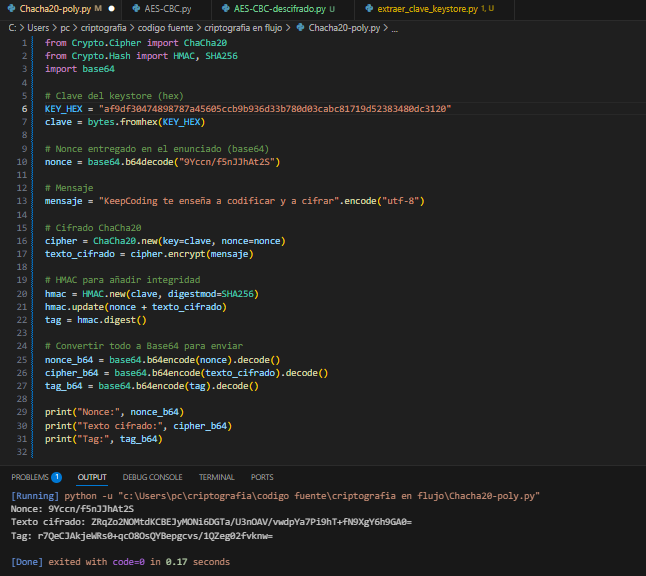 Chacha20-poly.py M AES-CBC.py AES-CBC-descifrado.py U extraer_clave_keystore.py 1, U
C: > Users > pc > criptografia > codigo fuente > criptografia en flujo > Chacha20-poly.py > ...
1 from Crypto.Cipher import ChaCha20
2 from Crypto.Hash import HMAC, SHA256
3 import base64
4
5 # Clave del keystore (hex)
6 KEY_HEX = "af9df30474898787a45605ccb9b936d33b780d03cabc81719d52383480dc3120"
7 clave = bytes.fromhex(KEY_HEX)
8
9 # Nonce entregado en el enunciado (base64)
10 nonce = base64.b64decode("9Yccn/f5nJJhAt2S")
11
12 # Mensaje
13 mensaje = "KeepCoding te enseña a codificar y a cifrar".encode("utf-8")
14
15 # Cifrado ChaCha20
16 cipher = ChaCha20.new(key=clave, nonce=nonce)
17 texto_cifrado = cipher.encrypt(mensaje)
18
19 # HMAC para añadir integridad
20 hmac = HMAC.new(clave, digestmod=SHA256)
21 hmac.update(nonce + texto_cifrado)
22 tag = hmac.digest()
23
24 # Convertir todo a Base64 para enviar
25 nonce_b64 = base64.b64encode(nonce).decode()
26 cipher_b64 = base64.b64encode(texto_cifrado).decode()
27 tag_b64 = base64.b64encode(tag).decode()
28
29 print("Nonce:", nonce_b64)
30 print("Texto cifrado:", cipher_b64)
31 print("Tag:", tag_b64)
32
PROBLEMS 1 OUTPUT DEBUG CONSOLE TERMINAL PORTS
[Running] python -u "c:\Users\pc\criptografia\codigo fuente\criptografia en flujo\Chacha20-poly.py"
Nonce: 9Yccn/f5nJJhAt2S
Texto cifrado: ZRqZo2NOMtdKCBEJyMONi6DGTa/U3nOAV/vwdpYa7Pi9hT+fN9XgY6h9GA0=
Tag: r7QeCJAkjeWRs0+qcO8OsQYBepgcvs/1QZeg02fvknw=
[Done] exited with code=0 in 0.17 seconds